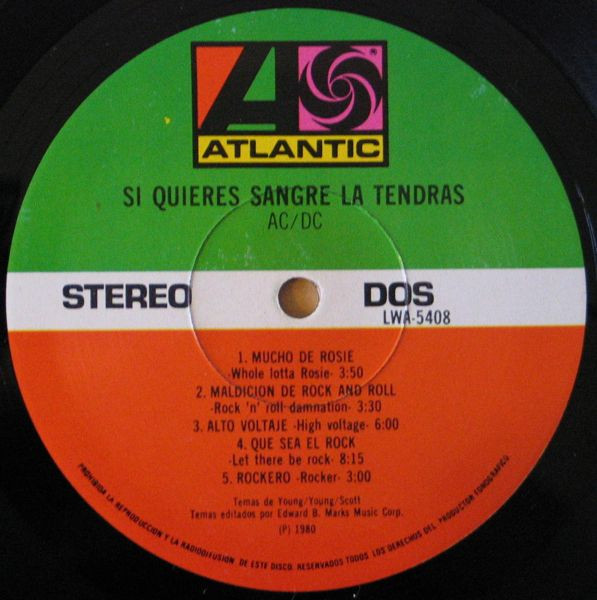 ATLANTIC
SI QUIERES SANGRE LA TENDRAS
AC/DC
STEREO
DOS
LWA-5408
1. MUCHO DE ROSIE
-Whole lotta Rosie- 3:50
2. MALDICION DE ROCK AND ROLL
-Rock 'n' roll damnation- 3:30
3. ALTO VOLTAJE -High voltage- 6:00
4. QUE SEA EL ROCK
-Let there be rock- 8:15
5. ROCKERO -Rocker- 3:00
Temas de Young/Young/Scott
Temas editados por Edward B. Marks Music Corp.
(P) 1980
PROHIBIDA LA REPRODUCCION Y LA RADIODIFUSION DE ESTE DISCO. RESERVADOS TODOS LOS DERECHOS DEL PRODUCTOR FONOGRAFICO